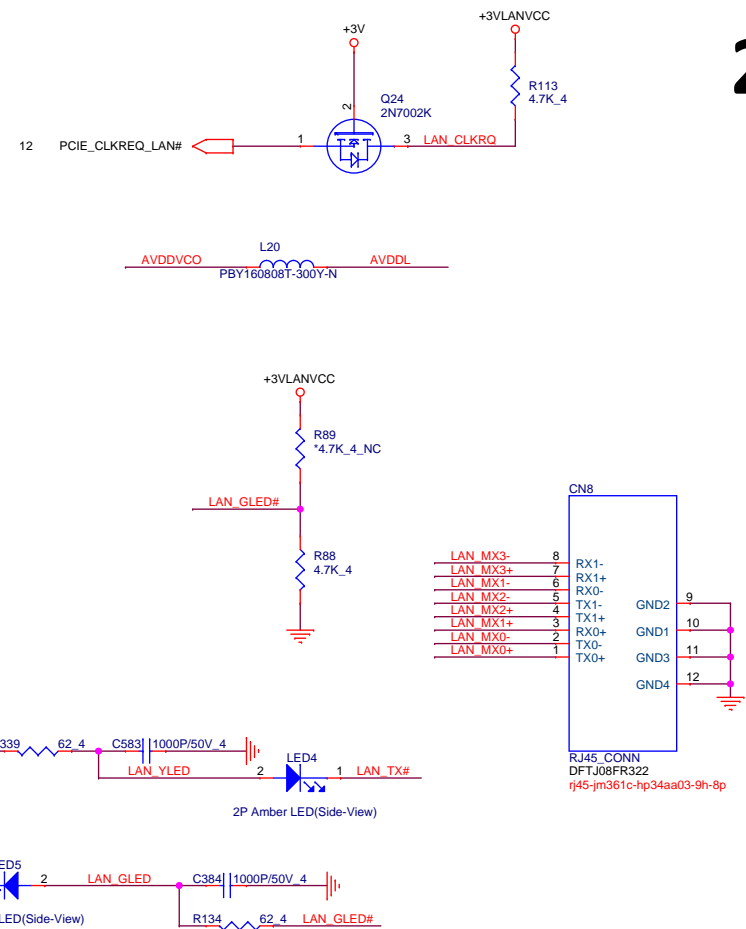 +3VLANVCC
+3V
2
R113
4.7K_4
Q24
2N7002K
2
12 PCIE_CLKREQ_LAN# 1 3 LAN_CLKRQ
L20
AVDDVCO AVDDL
PBY160808T-300Y-N
+3VLANVCC
R89
*4.7K_4_NC
LAN_GLED#
R88
4.7K_4
CN8
LAN_MX3- 8 RX1-
LAN_MX3+ 7 RX1+
LAN_MX1- 6 RX0-
LAN_MX2- 5 TX1- GND2 9
LAN_MX2+ 4 TX1+
LAN_MX1+ 3 RX0+ GND1 10
LAN_MX0- 2 TX0-
LAN_MX0+ 1 TX0+ GND3 11
GND4 12
RJ45_CONN
DFTJ08FR322
rj45-jm361c-hp34aa03-9h-8p
339 62_4 C583 1000P/50V_4
LED4
LAN_YLED 2 1 LAN_TX#
2P Amber LED(Side-View)
ED5
2 LAN_GLED C384 1000P/50V_4
LED(Side-View)
R134 62_4 LAN_GLED#